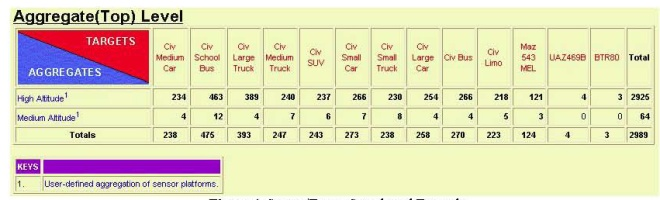 Aggregate(Top) Level
TARGETS
AGGREGATES
Civ Medium Car
Civ School Bus
Civ Large Truck
Civ Medium Truck
Civ SUV
Civ Small Car
Civ Small Truck
Civ Large Car
Civ Bus
Civ Limo
Maz 543 MEL
UAZ469B
BTR80
Total
High Altitude1 234 463 389 240 237 266 230 254 266 218 121 4 3 2925
Medium Altitude1 4 12 4 7 6 7 8 4 4 5 3 0 0 64
Totals 238 475 393 247 243 273 238 258 270 223 124 4 3 2989
KEYS
1. User-defined aggregation of sensor platforms.